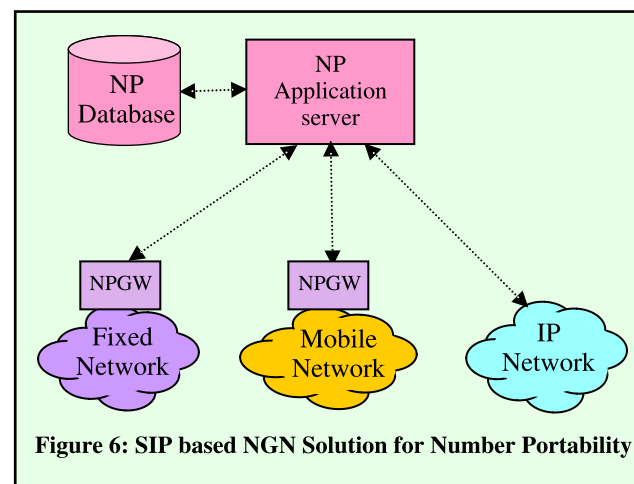 NP
Database
NP
Application
server
NPGW
NPGW
Fixed
Network
Mobile
Network
IP
Network
Figure 6: SIP based NGN Solution for Number Portability